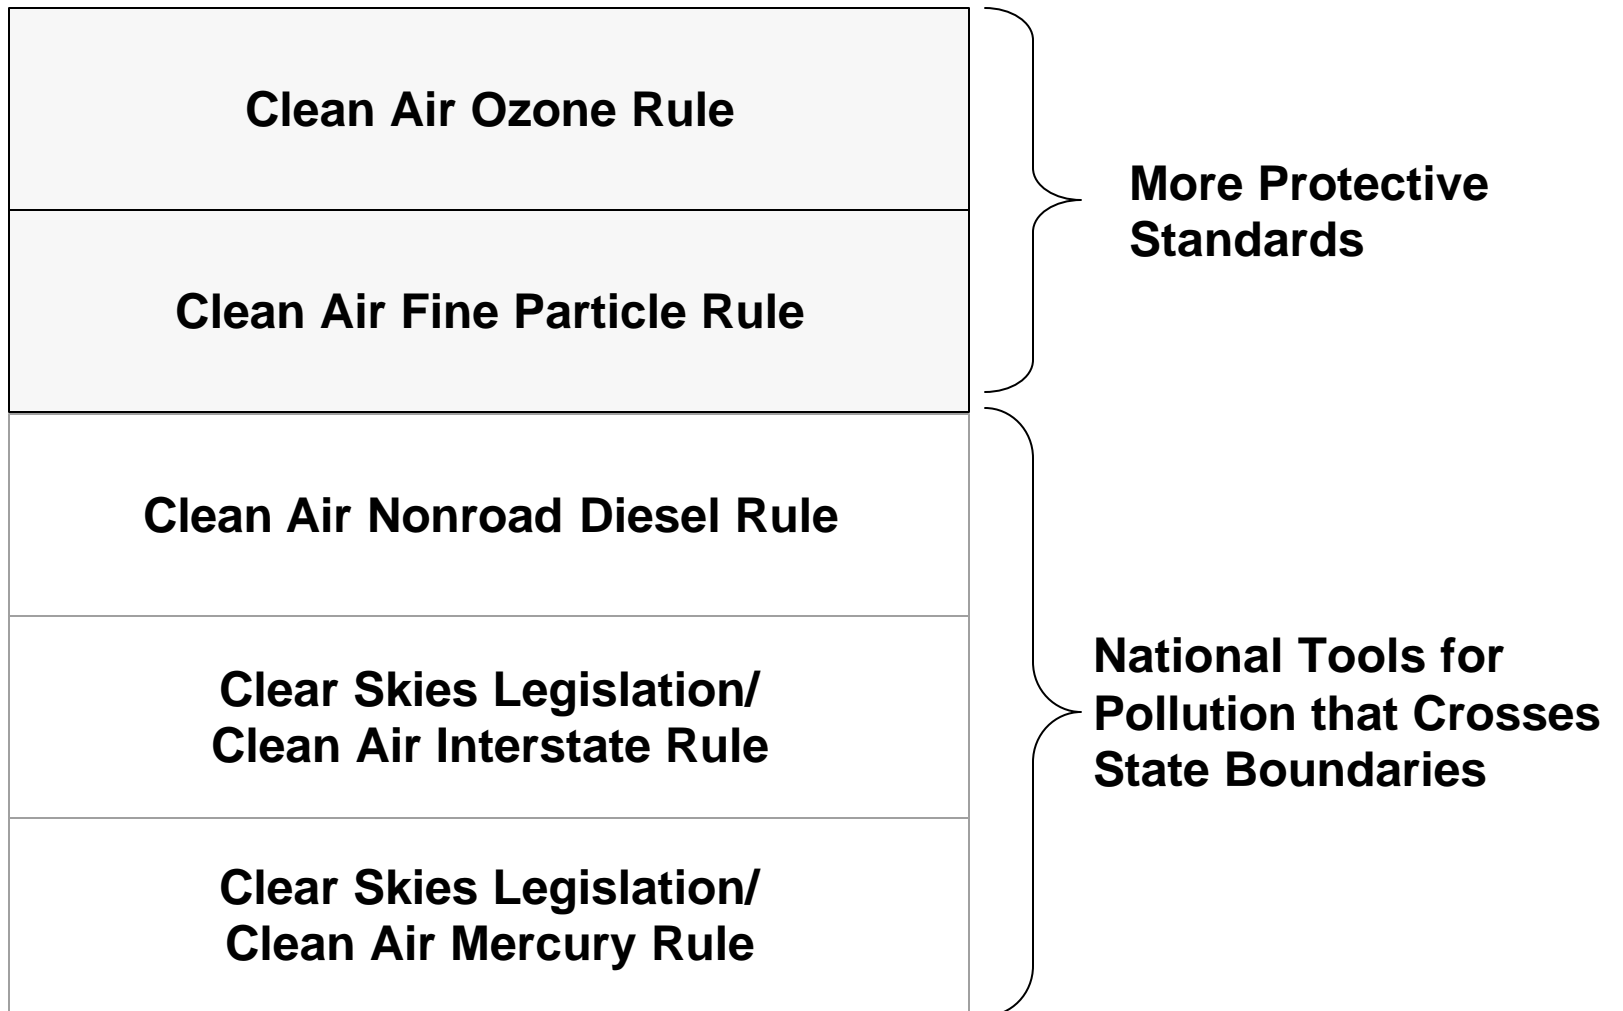 Clean Air Ozone Rule
Clean Air Fine Particle Rule
More Protective
Standards
Clean Air Nonroad Diesel Rule
Clear Skies Legislation/
Clean Air Interstate Rule
Clear Skies Legislation/
Clean Air Mercury Rule
National Tools for
Pollution that Crosses
State Boundaries